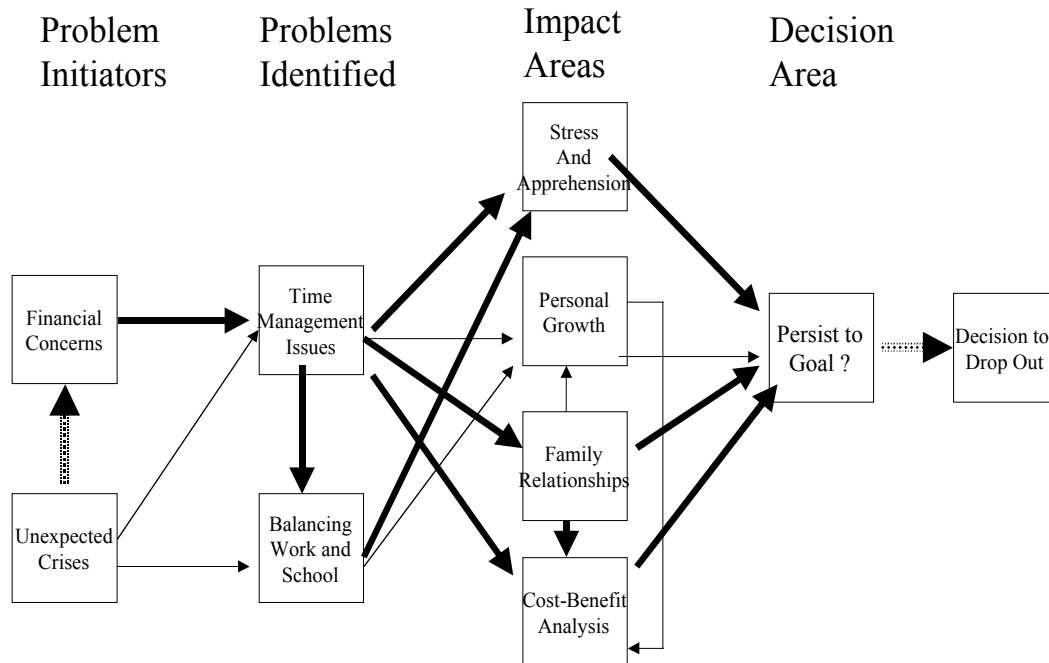 Problem
Initiators
Problems
Identified
Impact
Areas
Decision
Area
Stress
And
Apprehension
Financial
Concerns
Time
Management
Issues
Personal
Growth
Persist to
Goal ?
Decision to
Drop Out
Unexpected
Crises
Balancing
Work and
School
Family
Relationships
Cost-Benefit
Analysis